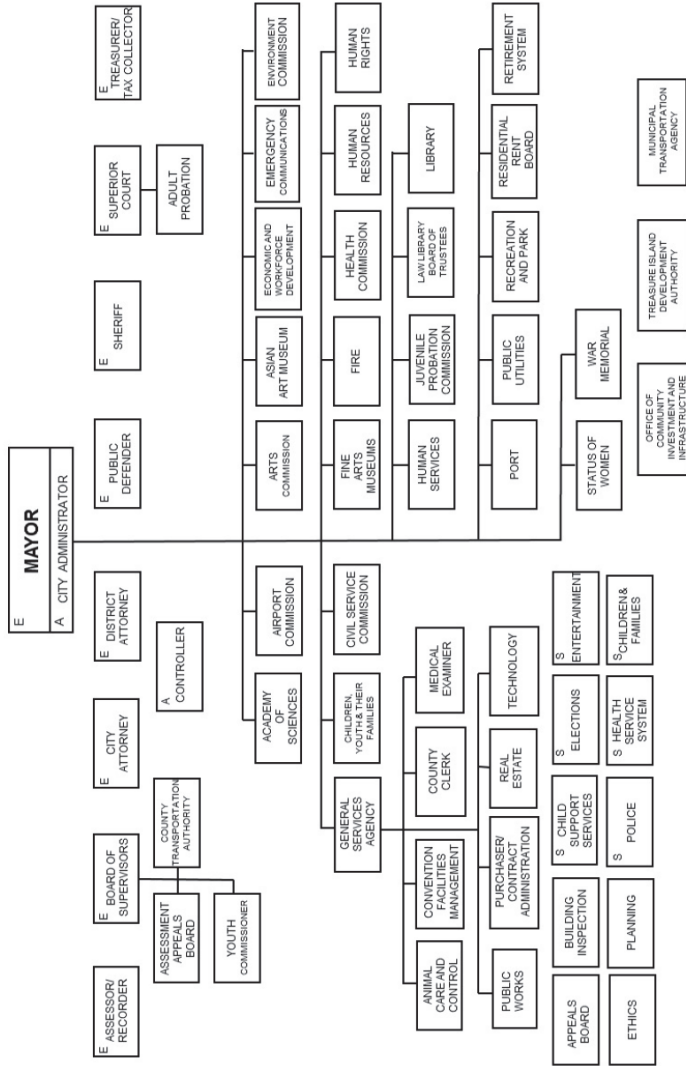 E
MAYOR
A CITY ADMINISTRATOR
E ASSESSOR/
RECORDER
E BOARD OF
SUPERVISORS
E CITY
ATTORNEY
E DISTRICT
ATTORNEY
E PUBLIC
DEFENDER
E SHERIFF
E SUPERIOR
COURT
E TREASURER/
TAX COLLECTOR
ASSESSMENT
APPEALS
BOARD
COUNTY
TRANSPORTATION
AUTHORITY
YOUTH
COMMISSIONER
A
CONTROLLER
ADULT
PROBATION
ACADEMY
OF
SCIENCES
AIRPORT
COMMISSION
ARTS
COMMISSION
ASIAN
ART MUSEUM
ECONOMIC AND
WORKFORCE
DEVELOPMENT
EMERGENCY
COMMUNICATIONS
ENVIRONMENT
COMMISSION
GENERAL
SERVICES
AGENCY
CHILDREN,
YOUTH & THEIR
FAMILIES
CIVIL SERVICE
COMMISSION
FINE
ARTS
MUSEUMS
FIRE
HEALTH
COMMISSION
HUMAN
RESOURCES
HUMAN
RIGHTS
ANIMAL
CARE AND
CONTROL
CONVENTION
FACILITIES
MANAGEMENT
COUNTY
CLERK
MEDICAL
EXAMINER
HUMAN
SERVICES
JUVENILE
PROBATION
COMMISSION
LAW LIBRARY
BOARD OF
TRUSTEES
LIBRARY
PUBLIC
WORKS
PURCHASER/
CONTRACT
ADMINISTRATION
REAL
ESTATE
TECHNOLOGY
PORT
PUBLIC
UTILITIES
RECREATION
AND PARK
RESIDENTIAL
RENT
BOARD
RETIREMENT
SYSTEM
APPEALS
BOARD
BUILDING
INSPECTION
S CHILD
SUPPORT
SERVICES
S
ELECTIONS
S
ENTERTAINMENT
STATUS OF
WOMEN
WAR
MEMORIAL
ETHICS
PLANNING
S
POLICE
S HEALTH
SERVICE
SYSTEM
S CHILDREN &
FAMILIES
OFFICE OF
COMMUNITY
INVESTMENT AND
INFRASTRUCTURE
TREASURE ISLAND
DEVELOPMENT
AUTHORITY
MUNICIPAL
TRANSPORTATION
AGENCY